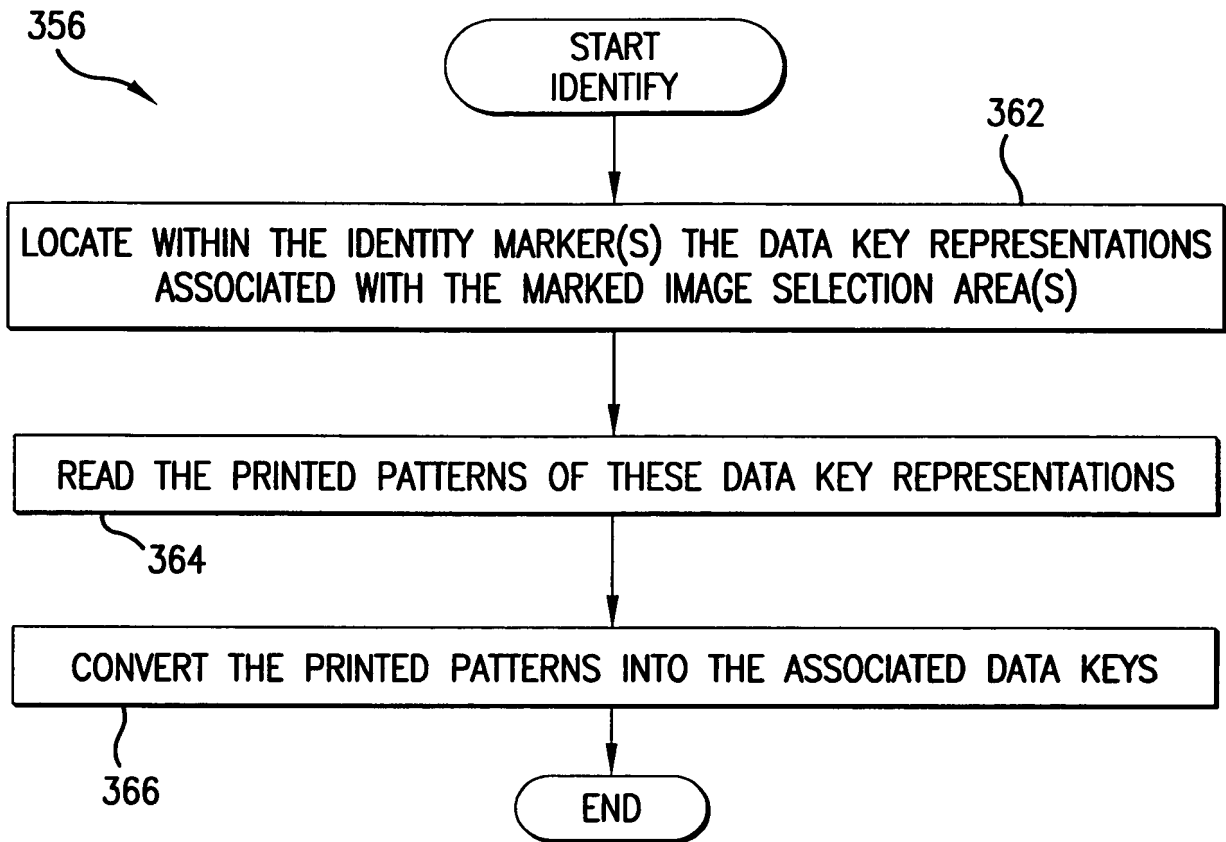 356
START
IDENTIFY
362
LOCATE WITHIN THE IDENTITY MARKER(S) THE DATA KEY REPRESENTATIONS
ASSOCIATED WITH THE MARKED IMAGE SELECTION AREA(S)
READ THE PRINTED PATTERNS OF THESE DATA KEY REPRESENTATIONS
364
CONVERT THE PRINTED PATTERNS INTO THE ASSOCIATED DATA KEYS
366
END